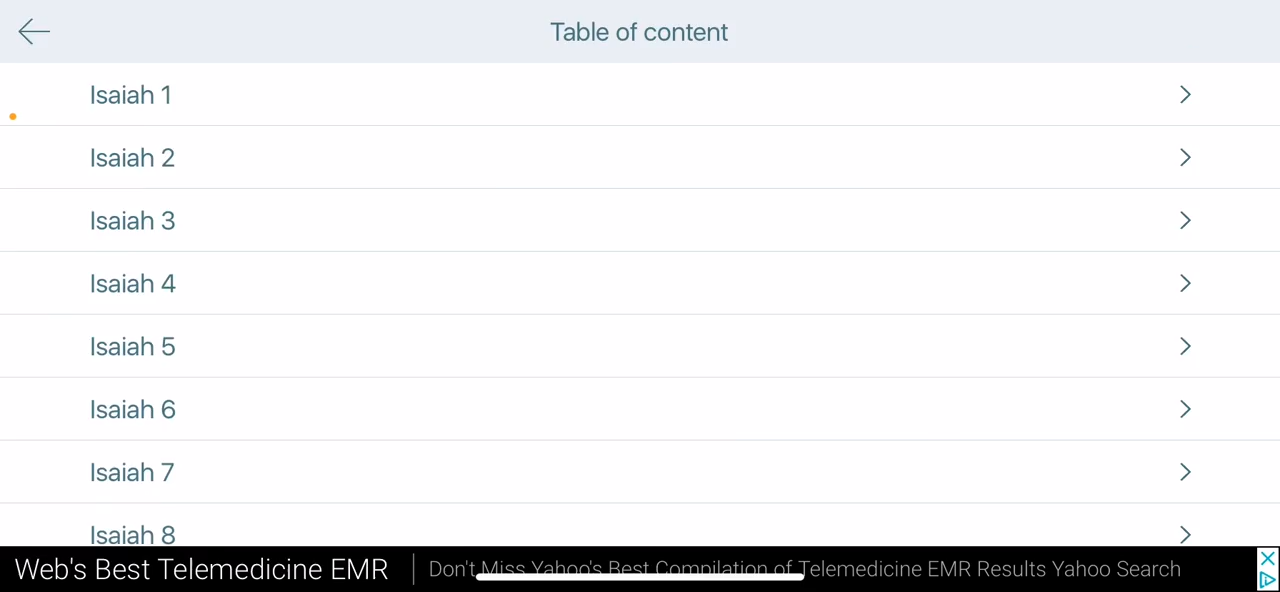 Table of content
Isaiah 1
Isaiah 2
Isaiah 3
Isaiah 4
Isaiah 5
Isaiah 6
Isaiah 7
Isaiah 8
Web's Best Telemedicine EMR
Don't Miss Yahoo's Best Compilation of Telemedicine EMR Results Yahoo Search